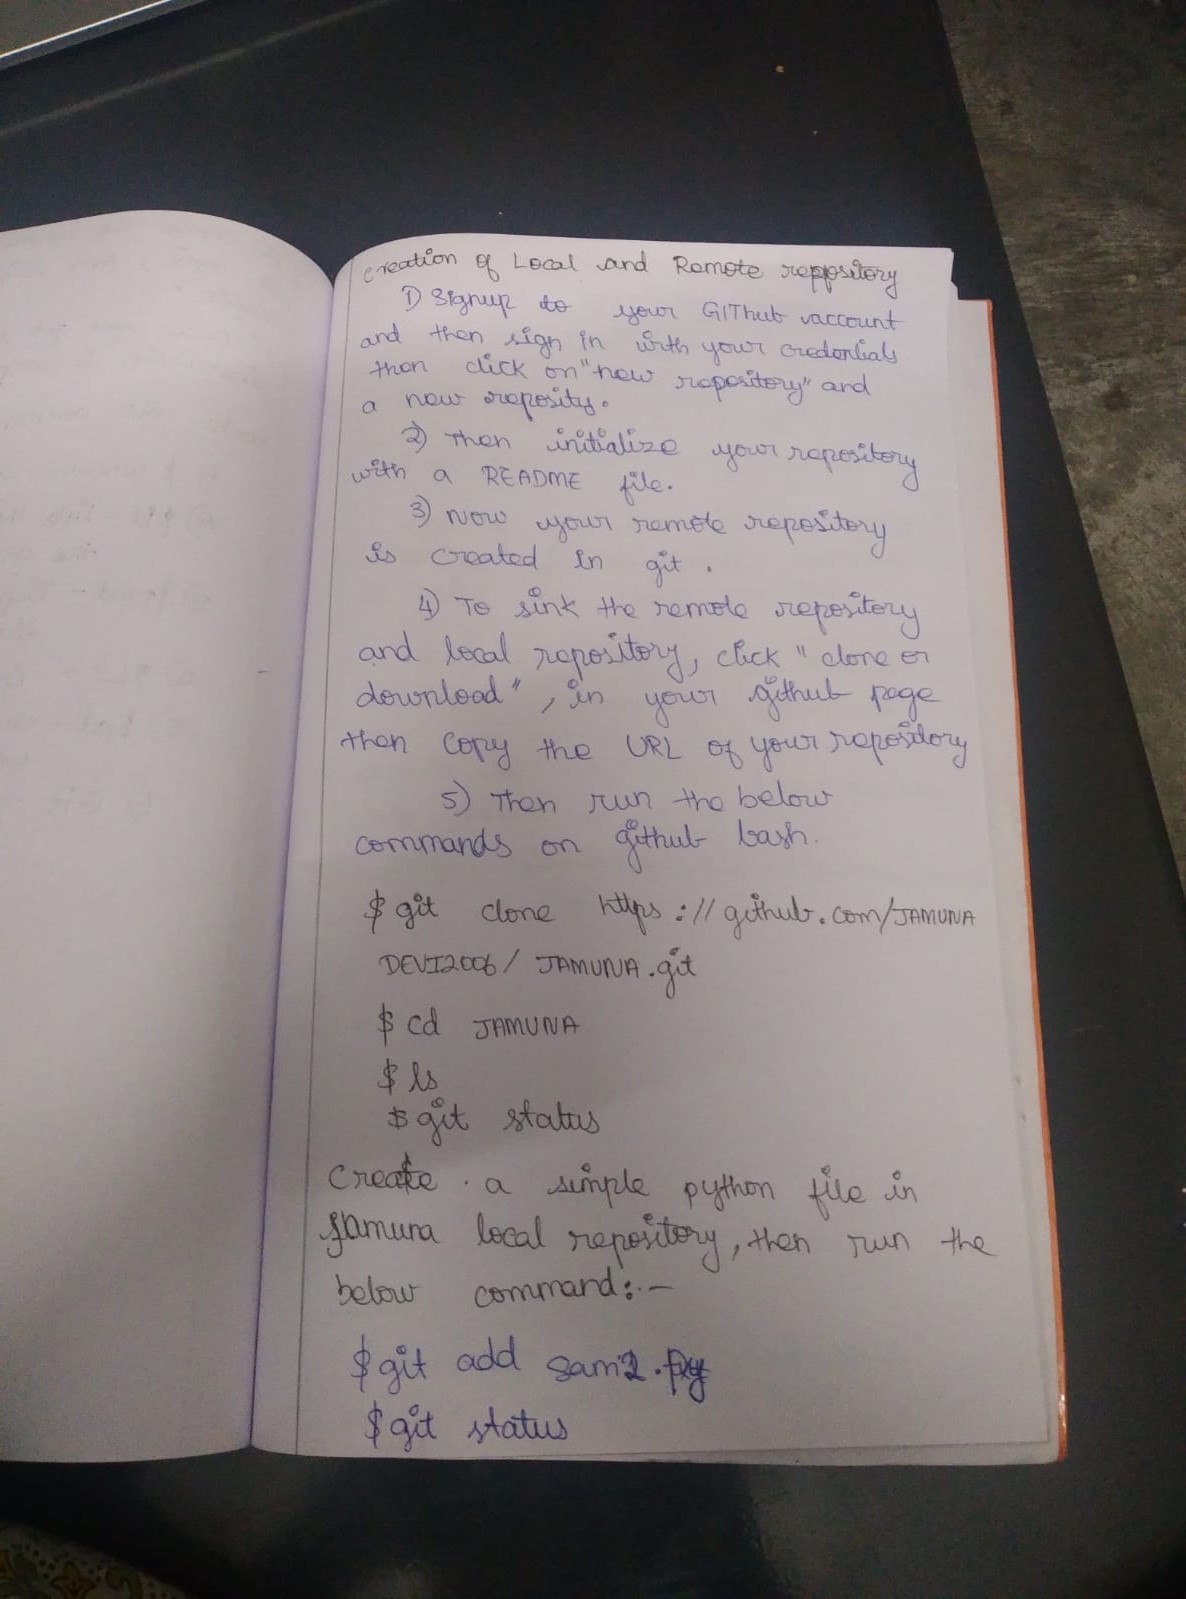 creation of Local and Remote repository
1) Signup to your GIThub account
and then sign in with your credentials
then click on "new repository" and
a new reposity.
2) Then initialize your repository
with a README file.
3) Now your remote repository
is created in git.
4) To sink the remote repository
and local repository, click "clone or
download", in your github page
then copy the URL of your repository
5) Then run the below
commands on github bash.
$ git clone https://github.com/JAMUNA
DEVI2006/JAMUNA.git
$ cd JAMUNA
$ ls
$ git status
Create a simple python file in
Jamuna local repository, then run the
below command:-
$ git add sam2.py
$ git status